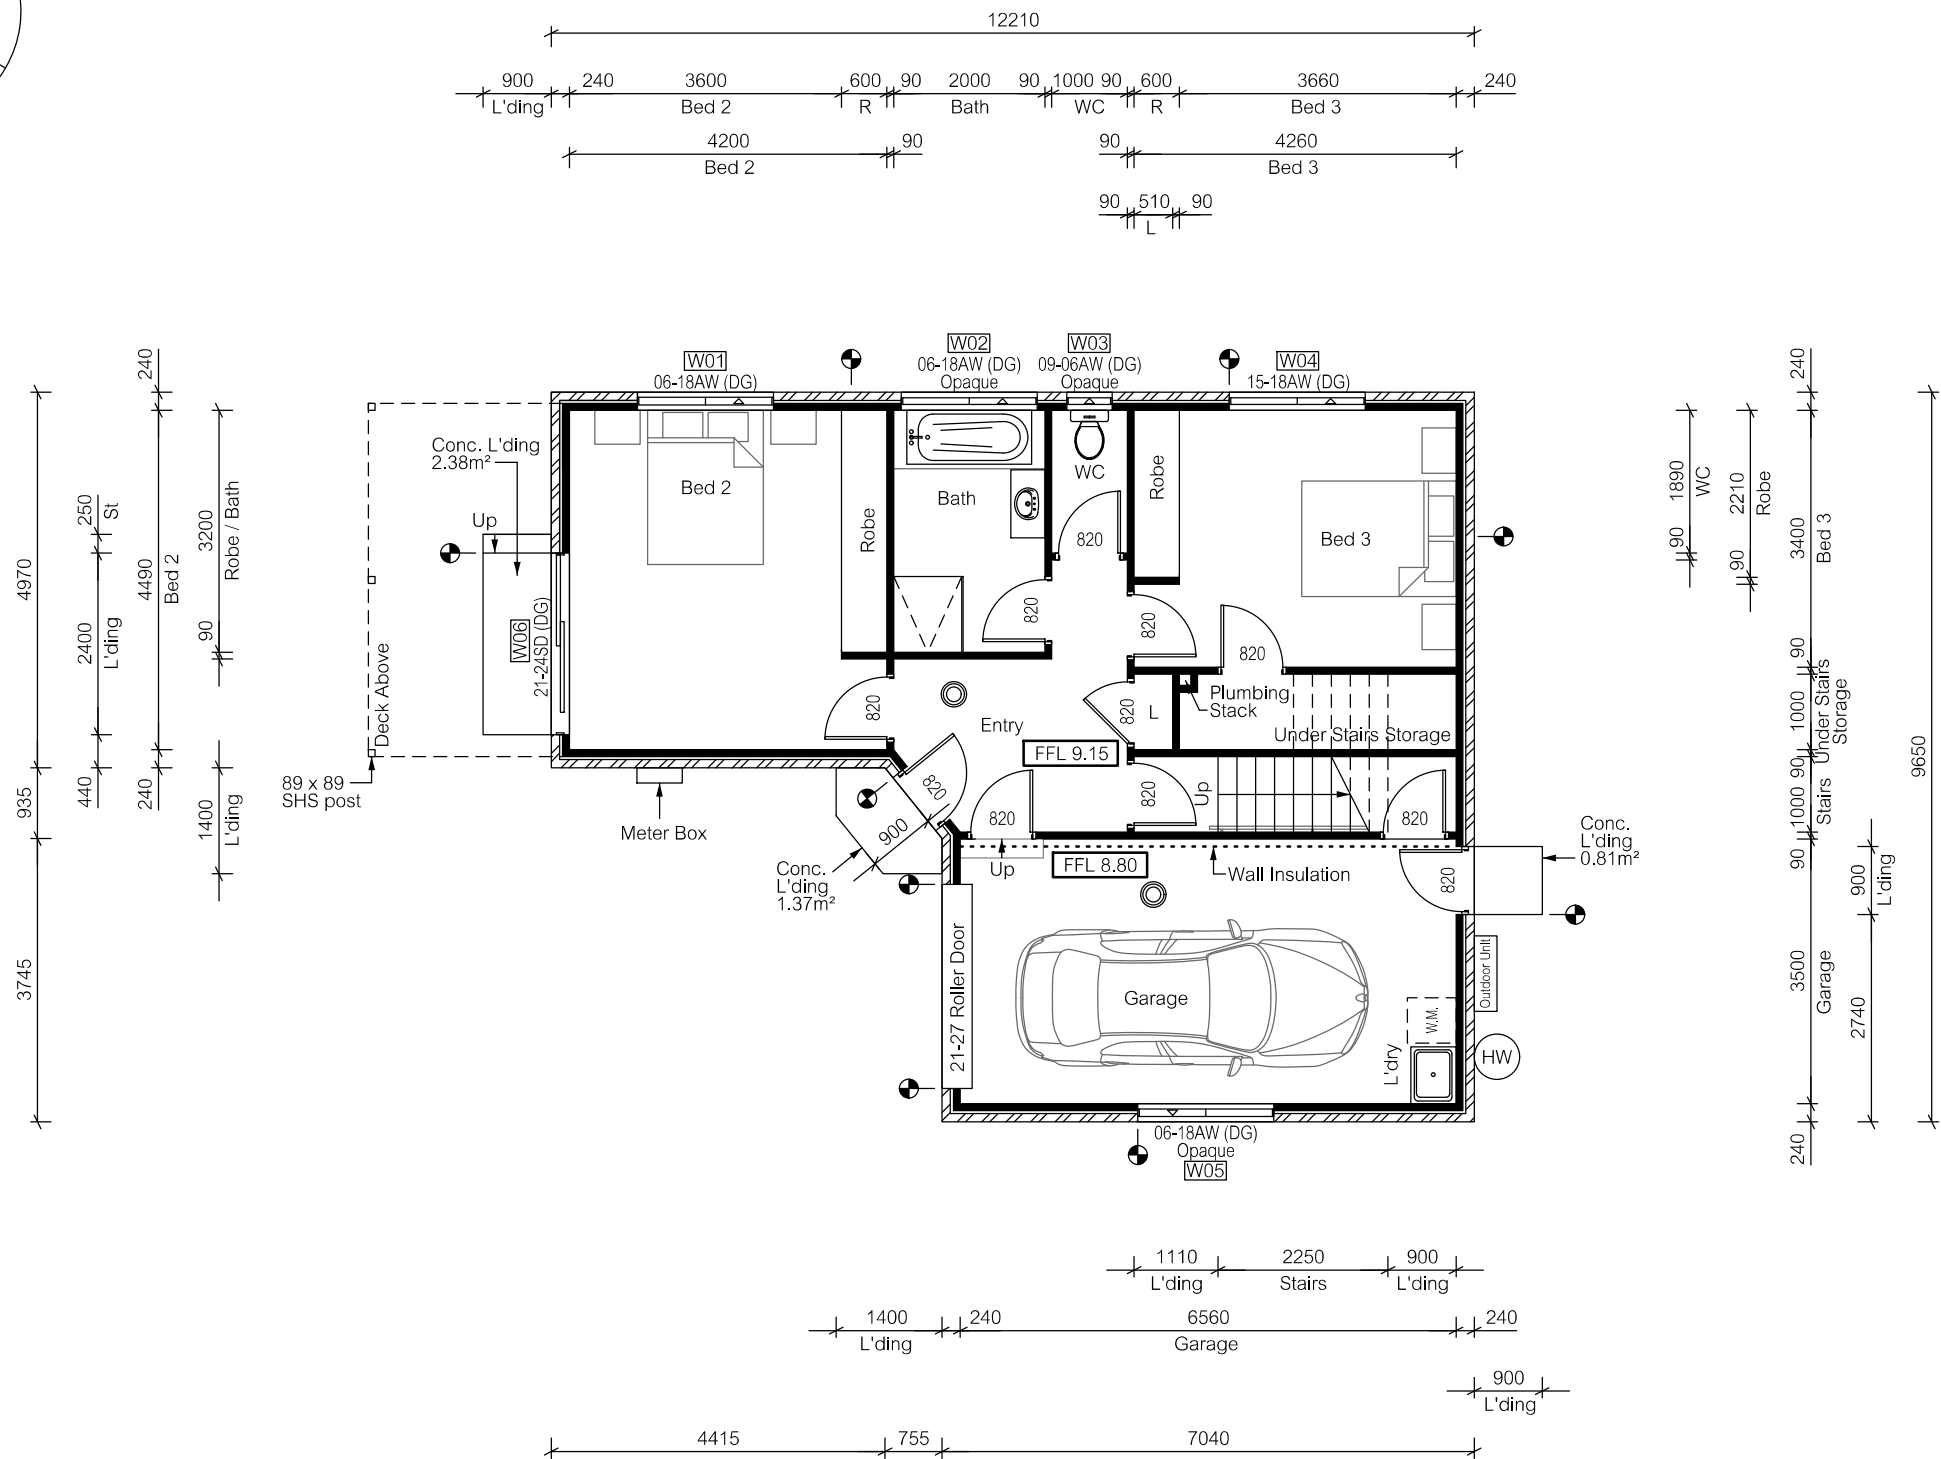 12210
900 240 3600 600 90 2000 90 1000 90 600 3660 240
L'ding Bed 2 R Bath WC R Bed 3
4200 90 90 4260
Bed 2 Bed 3
90 510 90
L
W01
06-18AW (DG)
W02
06-18AW (DG)
Opaque
W03
09-06AW (DG)
Opaque
W04
15-18AW (DG)
4970
935
3745
250
St
2400
L'ding
440
240
4490
Bed 2
240
3200
Robe / Bath
90
1400
L'ding
Conc. L'ding
2.38m²
Up
W06
21-24SD (DG)
Deck Above
89 x 89
SHS post
Meter Box
Bed 2
Robe
Bath
WC
820
820
Robe
Bed 3
820
820
820
Entry
820
L
Plumbing
Stack
Under Stairs Storage
FFL 9.15
820
900
820
820
Up
820
Conc.
L'ding
1.37m²
Up
FFL 8.80
Wall Insulation
820
Conc.
L'ding
0.81m²
21-27 Roller Door
Garage
W.M.
L'dry
Outdoor Unit
HW
06-18AW (DG)
Opaque
W05
1890
WC
90
2210
Robe
90
240
3400
Bed 3
90
1000
Under Stairs
Storage
90
1000
Stairs
90
3500
Garage
240
900
L'ding
2740
9650
1110 2250 900
L'ding Stairs L'ding
1400 240 6560 240
L'ding Garage
900
L'ding
4415 755 7040